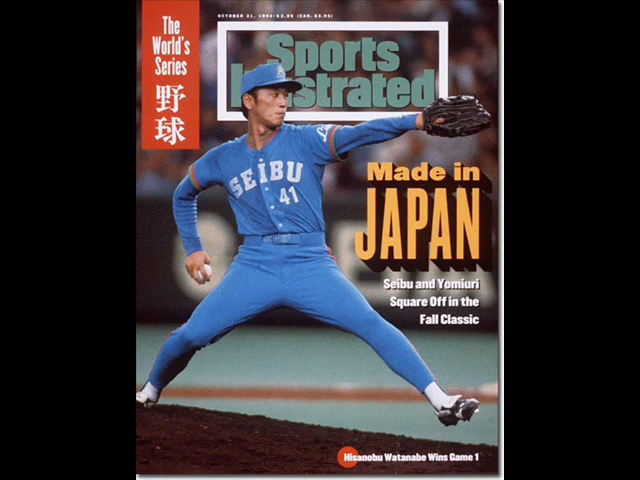 The
World's
Series
野
球
OCTOBER 31, 1994•$2.95 (CAN. $3.95)
Sports
Illustrated
SEIBU
41
Made in
JAPAN
Seibu and Yomiuri
Square Off in the
Fall Classic
Hisanobu Watanabe Wins Game 1